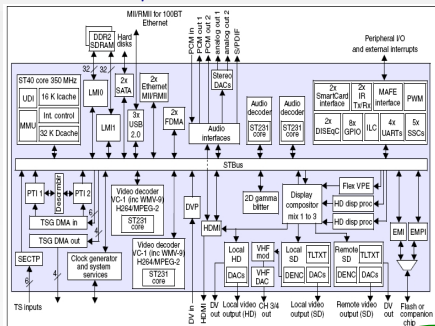 MII/RMII for 100BT
Ethernet
DDR2
SDRAM
Hard
disks
32
32
PCM in
PCM out 1
PCM out 2
analog out 1
analog out 2
S/PDIF
Peripheral I/O
and external interrupts
ST40 core 350 MHz
UDI
16 K Icache
Int. control
MMU
32 K Dcache
LMI0
LMI1
2x
SATA
3x
USB
2.0
2x
Ethernet
MII/RMII
2x
FDMA
Stereo
DACs
Audio
interfaces
Audio
decoder
ST231
core
Audio
decoder
ST231
core
2x
SmartCard
interface
2x
IR
Tx/Rx
MAFE
interface
PWM
2x
DISEqC
8x
GPIO
ILC
4x
UARTs
5x
SSCs
STBus
PTI 1
Descramblr
PTI 2
TSG DMA in
6
TSG DMA out
4
SECTP
Clock generator
and system
services
Video decoder
VC-1 (inc WMV-9)
H264/MPEG-2
ST231
core
Video decoder
VC-1 (inc WMV-9)
H264/MPEG-2
ST231
core
DVP
2D gamma
blitter
Display
compositor
mix 1 to 3
Flex VPE
HD disp proc
HD disp proc
HDMI
Local
HD
DACs
VHF
mod
VHF
DAC
Local
SD
TLTXT
DENC
DACs
Remote
SD
TLTXT
DENC
DACs
EMI
EMPI
6
4
TS inputs
DV in
HDMI
DV
out
Local video
output (HD)
CH 3/4
out
Local video
output (SD)
Remote video
output (SD)
DV
out
Flash or
companion
chip